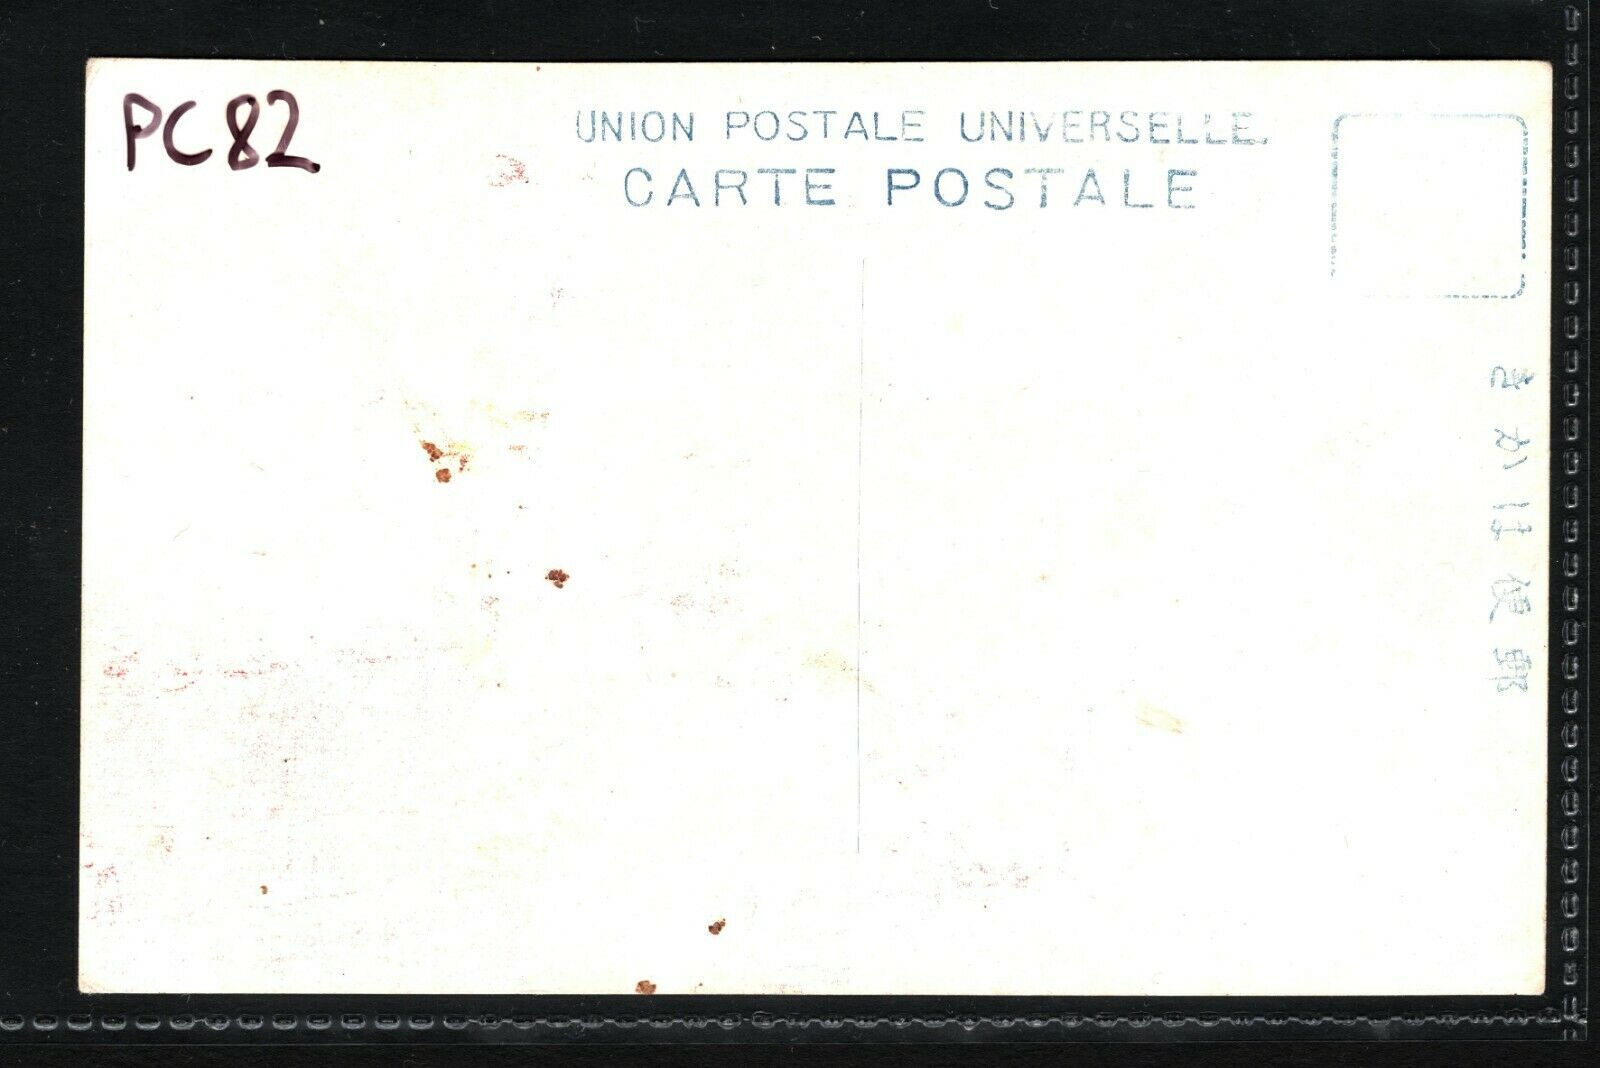 PC82
UNION POSTALE UNIVERSELLE.
CARTE POSTALE
郵便はかき